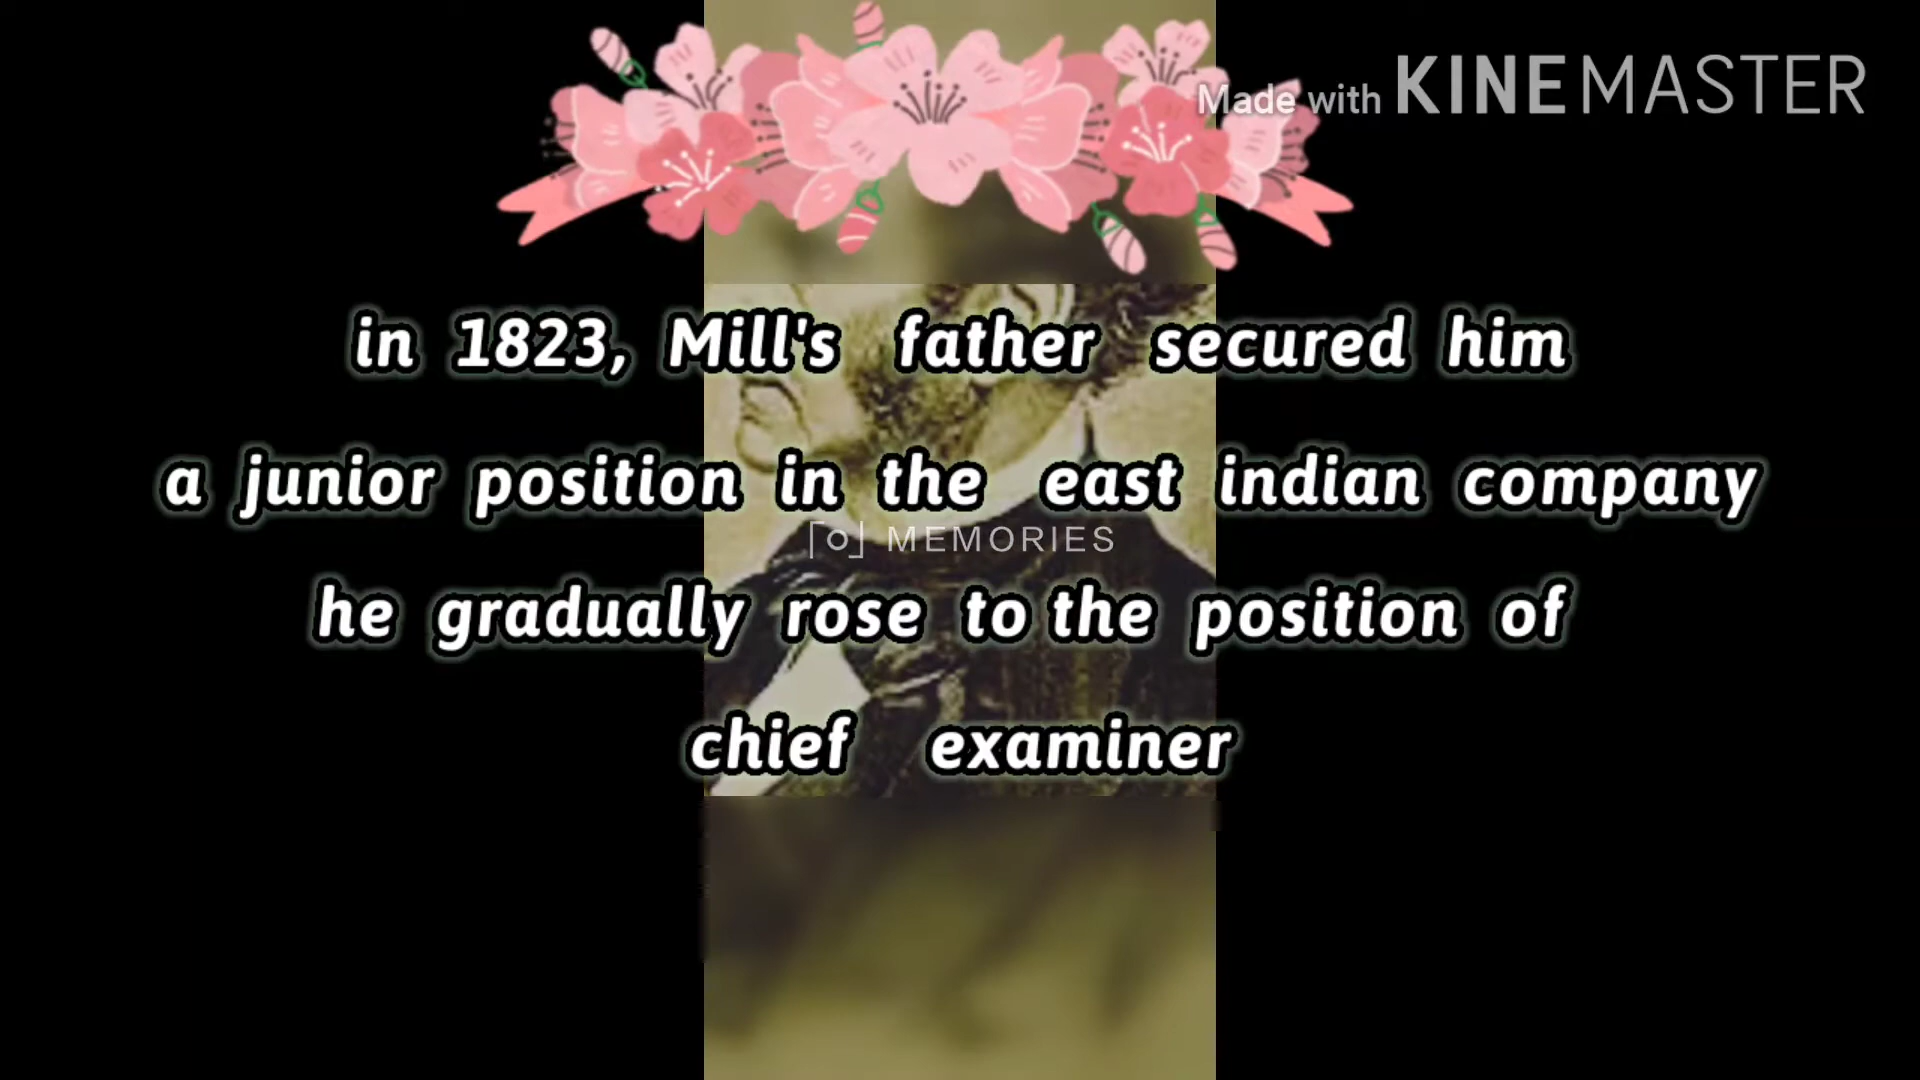 Made with KINEMASTER
in 1823, Mill's father secured him
a junior position in the east indian company
MEMORIES
he gradually rose to the position of
chief examiner